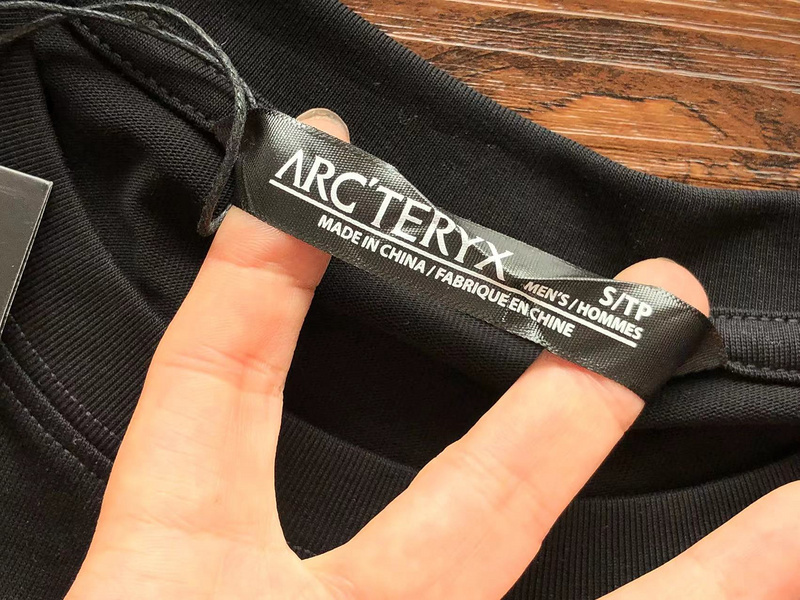 ARC'TERYX
S/TP
MEN'S / HOMMES
MADE IN CHINA / FABRIQUE EN CHINE